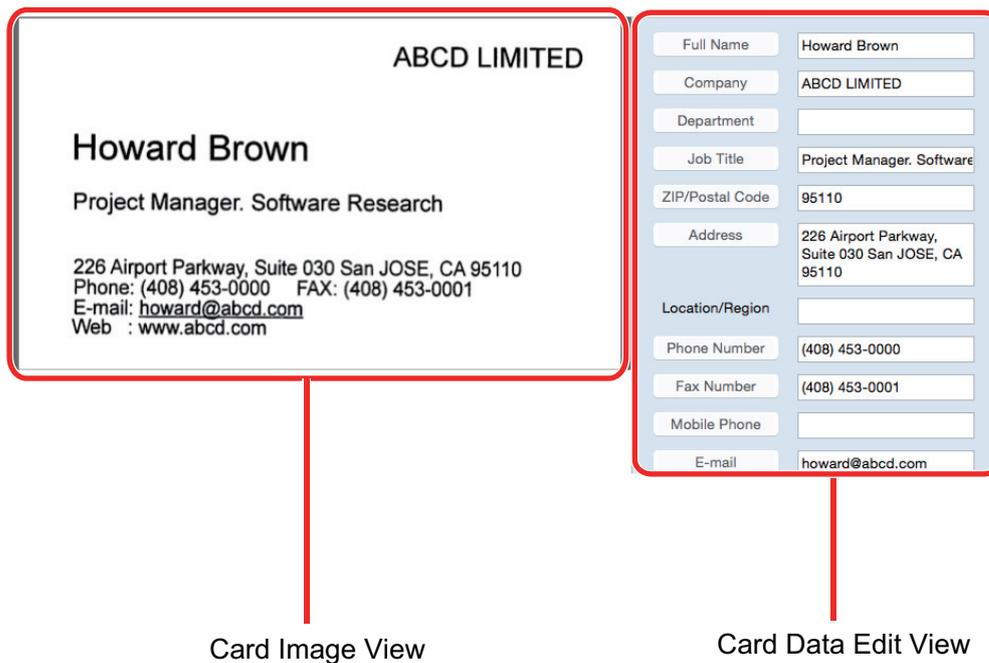 ABCD LIMITED
Howard Brown
Project Manager. Software Research
226 Airport Parkway, Suite 030 San JOSE, CA 95110
Phone: (408) 453-0000 FAX: (408) 453-0001
E-mail: howard@abcd.com
Web : www.abcd.com
Full Name Howard Brown
Company ABCD LIMITED
Department
Job Title Project Manager. Software
ZIP/Postal Code 95110
Address 226 Airport Parkway,
Suite 030 San JOSE, CA
95110
Location/Region
Phone Number (408) 453-0000
Fax Number (408) 453-0001
Mobile Phone
E-mail howard@abcd.com
Card Image View
Card Data Edit View